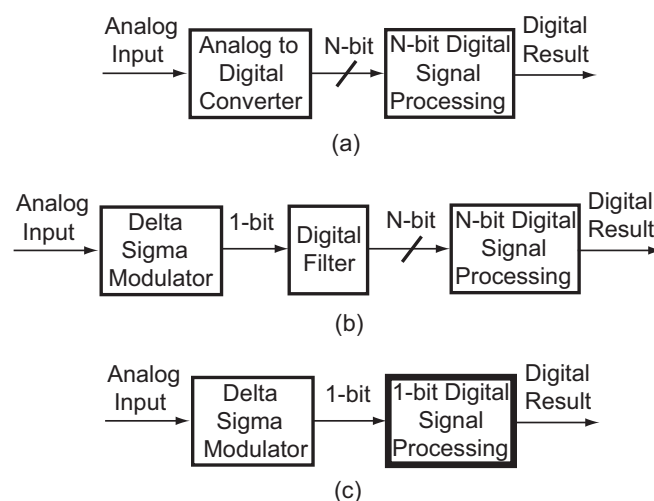 Analog
Input
Analog to
Digital
Converter
N-bit
N-bit Digital
Signal
Processing
Digital
Result
(a)
Analog
Input
Delta
Sigma
Modulator
1-bit
Digital
Filter
N-bit
N-bit Digital
Signal
Processing
Digital
Result
(b)
Analog
Input
Delta
Sigma
Modulator
1-bit
1-bit Digital
Signal
Processing
Digital
Result
(c)